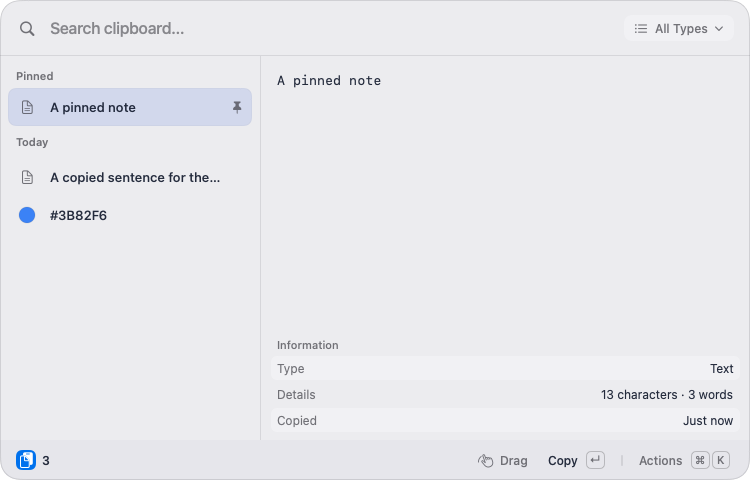 Search clipboard...
All Types
Pinned
A pinned note
Today
A copied sentence for the...
#3B82F6
A pinned note
Information
Type Text
Details 13 characters · 3 words
Copied Just now
3 Drag Copy ↵ | Actions ⌘ K